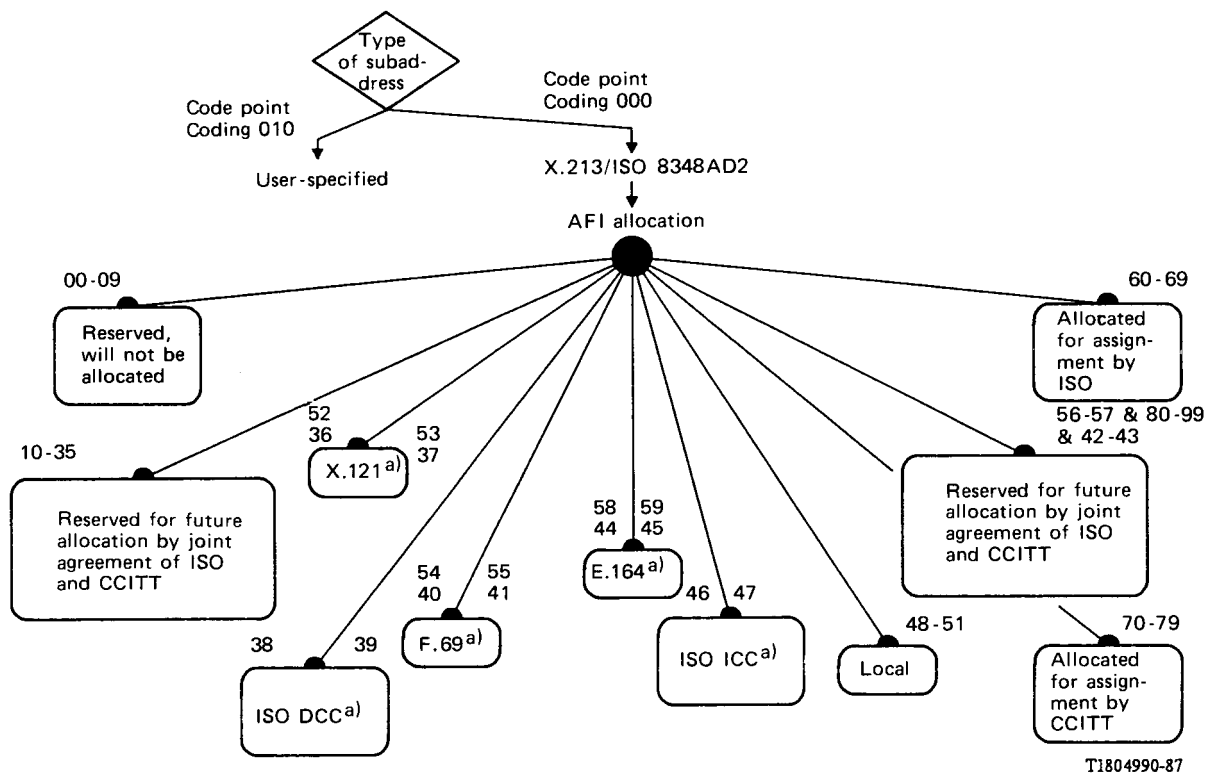 Type
of subad-
dress
Code point
Coding 010
Code point
Coding 000
User-specified
X.213/ISO 8348AD2
AFI allocation
00-09
Reserved,
will not be
allocated
60-69
Allocated
for assign-
ment by
ISO
10-35
Reserved for future
allocation by joint
agreement of ISO
and CCITT
52
36
53
37
X.121a)
56-57 & 80-99
& 42-43
Reserved for future
allocation by joint
agreement of ISO
and CCITT
58
44
59
45
E.164a)
54
40
55
41
F.69a)
38
39
ISO DCCa)
46
47
ISO ICCa)
48-51
Local
70-79
Allocated
for assign-
ment by
CCITT
T1804990-87